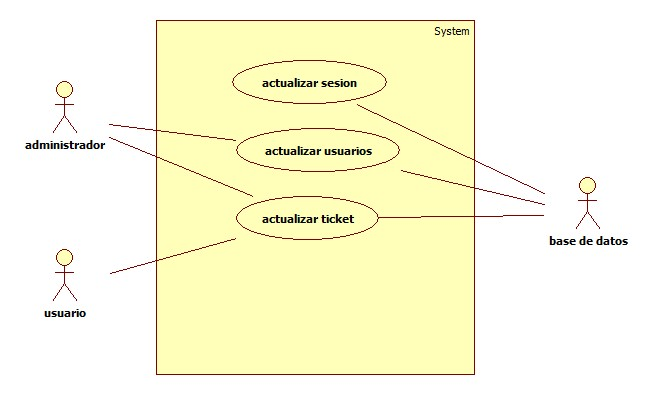 System
actualizar sesion
administrador
actualizar usuarios
actualizar ticket
base de datos
usuario